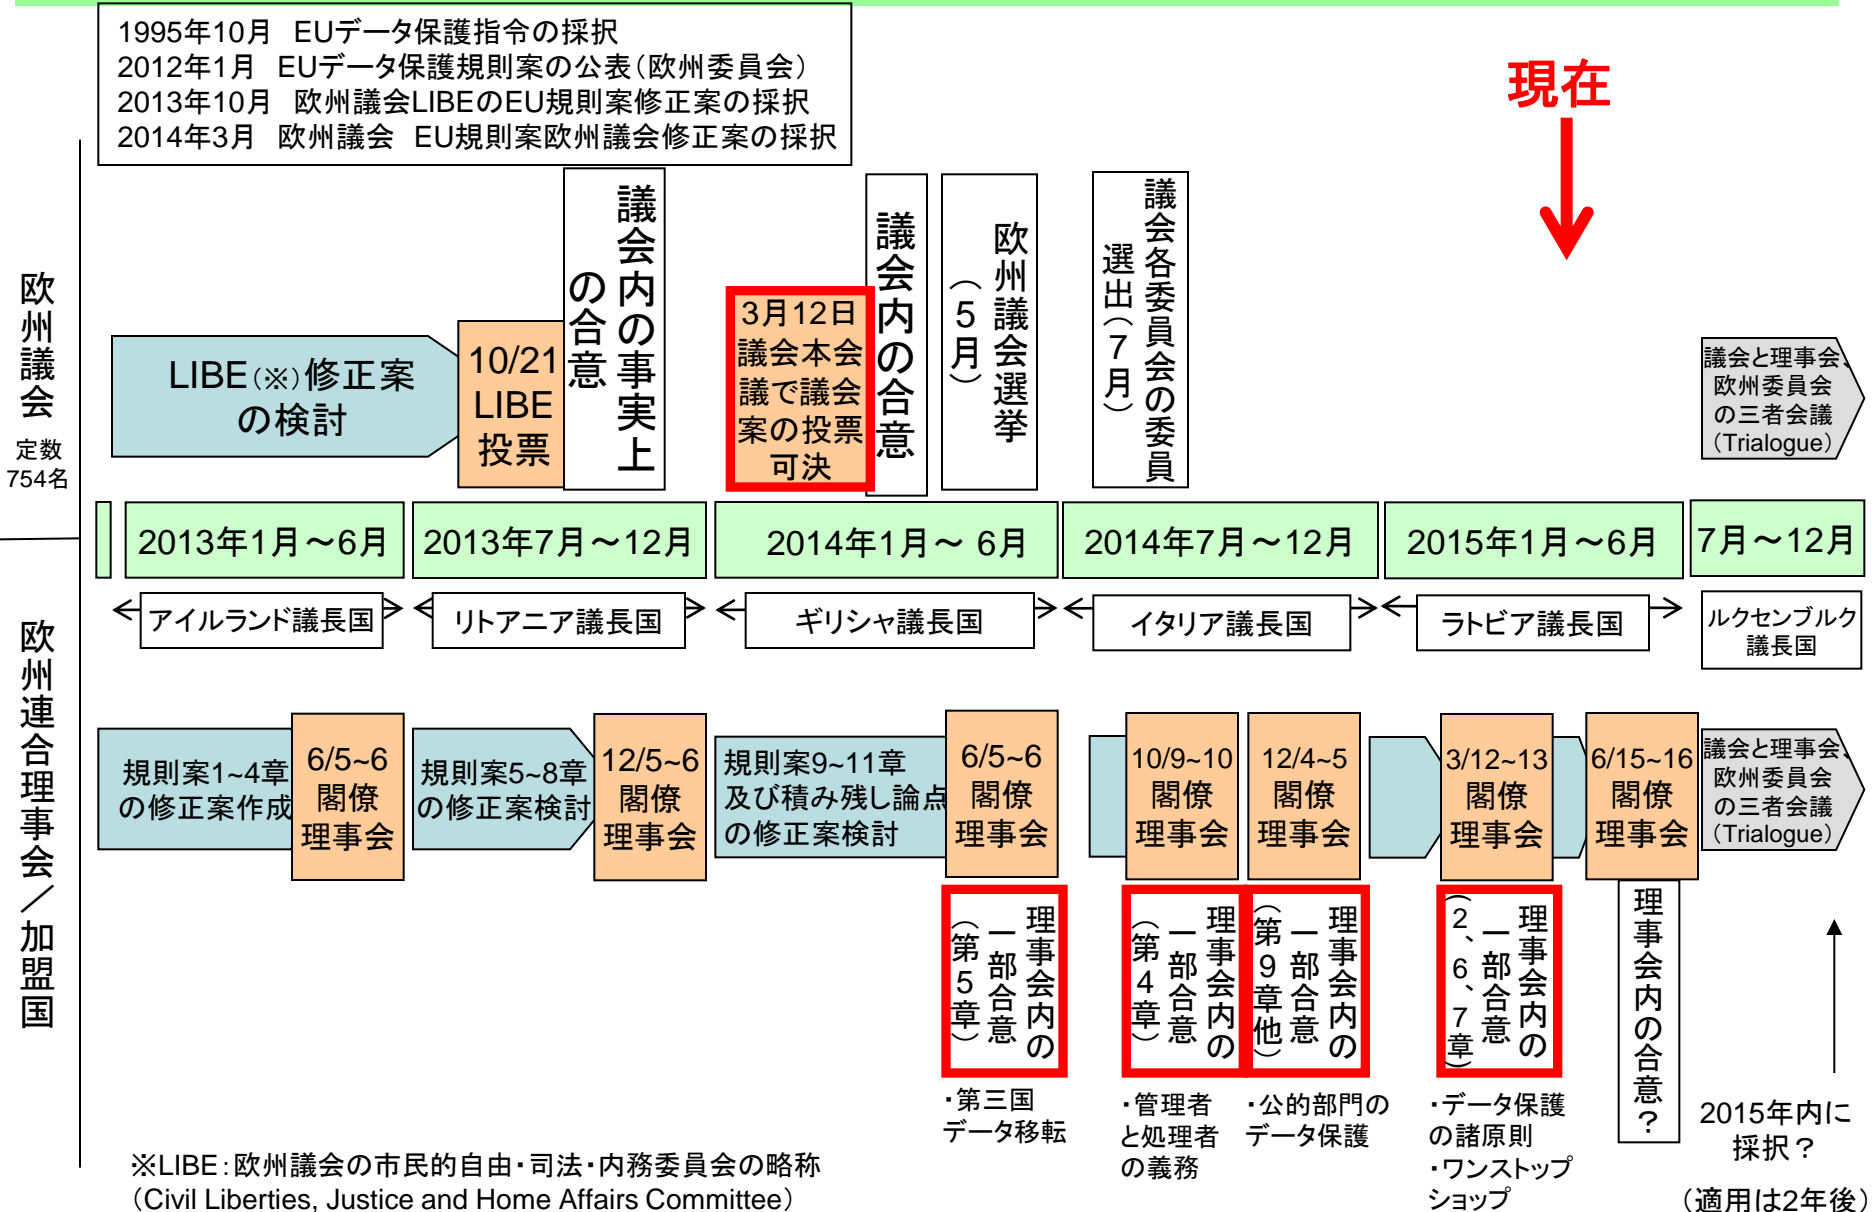 1995年10月　EUデータ保護指令の採択
2012年1月　EUデータ保護規則案の公表（欧州委員会）
2013年10月　欧州議会LIBEのEU規則案修正案の採択
2014年3月　欧州議会　EU規則案欧州議会修正案の採択
現在
欧州議会
定数
754名
LIBE（※）修正案
の検討
10/21
LIBE
投票
議会内の事実上
の合意
3月12日
議会本会
議で議会
案の投票
可決
議会内の合意
欧州議会選挙
（5月）
議会各委員会の委員
選出（7月）
議会と理事会、
欧州委員会
の三者会議
（Trialogue）
2013年1月～6月
2013年7月～12月
2014年1月～ 6月
2014年7月～12月
2015年1月～6月
7月～12月
アイルランド議長国
リトアニア議長国
ギリシャ議長国
イタリア議長国
ラトビア議長国
ルクセンブルク
議長国
欧州連合理事会／加盟国
規則案1~4章
の修正案作成
6/5~6
閣僚
理事会
規則案5~8章
の修正案検討
12/5~6
閣僚
理事会
規則案9~11章
及び積み残し論点
の修正案検討
6/5~6
閣僚
理事会
10/9~10
閣僚
理事会
12/4~5
閣僚
理事会
3/12~13
閣僚
理事会
6/15~16
閣僚
理事会
議会と理事会、
欧州委員会
の三者会議
（Trialogue）
理事会内の
一部合意
（第5章）
理事会内の
一部合意
（第4章）
理事会内の
一部合意
（第9章他）
理事会内の
一部合意
（2、6、7章）
理事会内の合意？
・第三国
データ移転
・管理者
と処理者
の義務
・公的部門の
データ保護
・データ保護
の諸原則
・ワンストップ
ショップ
2015年内に
採択？
（適用は2年後）
※LIBE：欧州議会の市民的自由・司法・内務委員会の略称
（Civil Liberties, Justice and Home Affairs Committee）